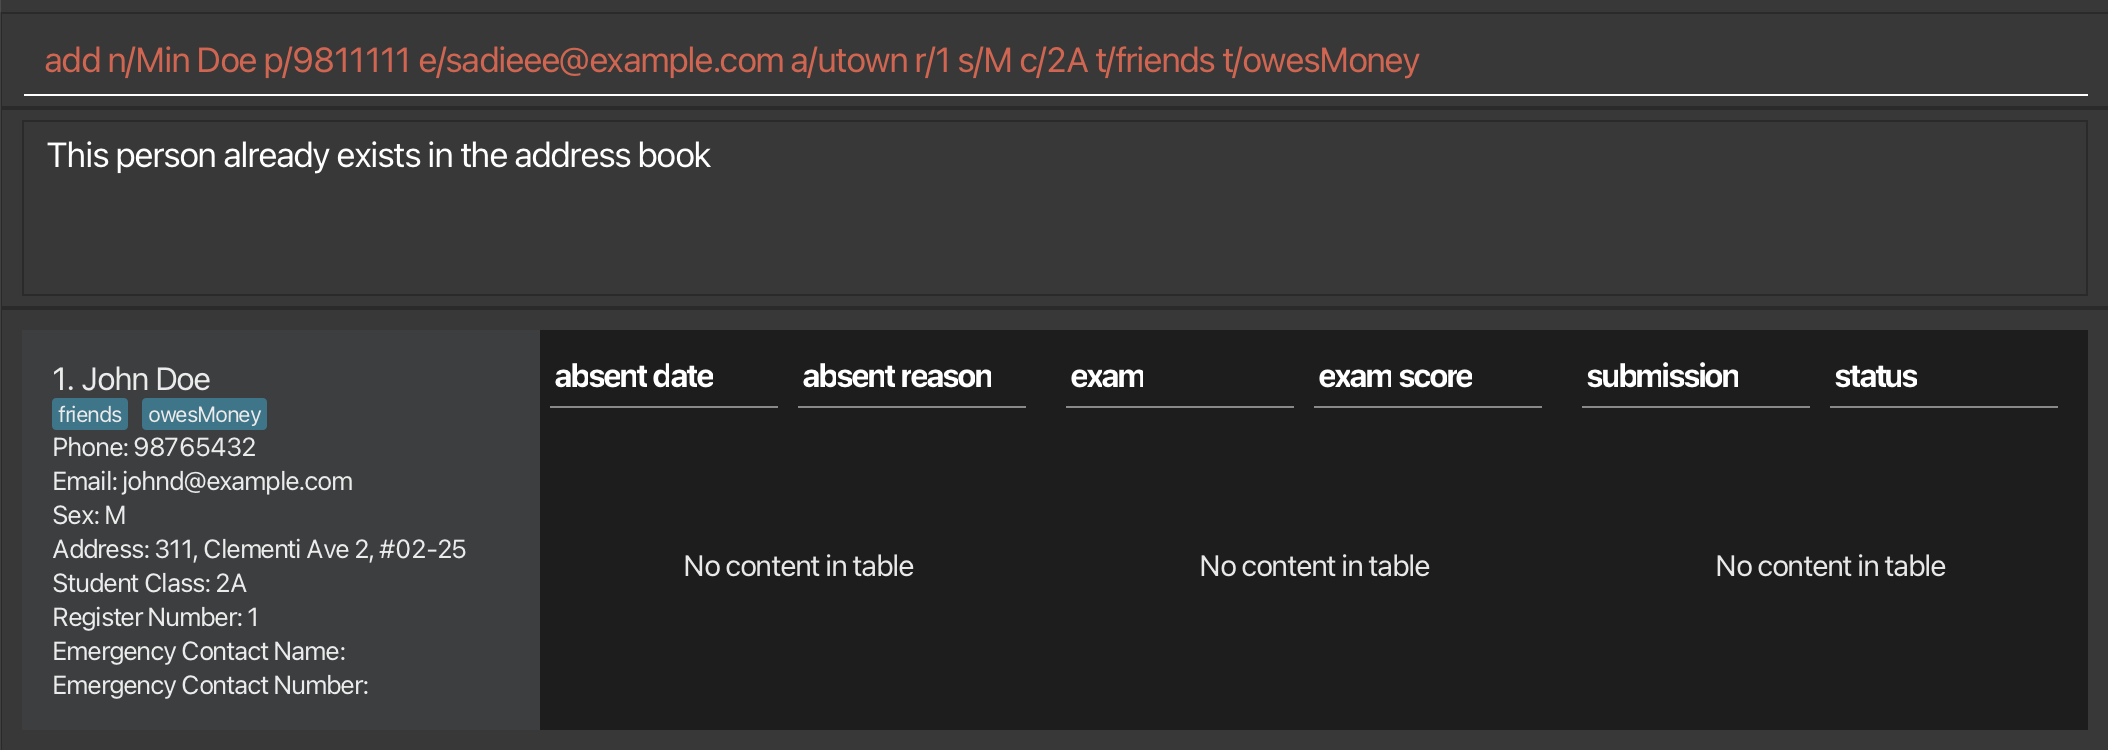 add n/Min Doe p/9811111 e/sadieee@example.com a/utown r/1 s/M c/2A t/friends t/owesMoney
This person already exists in the address book
1. John Doe
friends owesMoney
Phone: 98765432
Email: johnd@example.com
Sex: M
Address: 311, Clementi Ave 2, #02-25
Student Class: 2A
Register Number: 1
Emergency Contact Name:
Emergency Contact Number:
absent date absent reason exam exam score submission status
No content in table No content in table No content in table